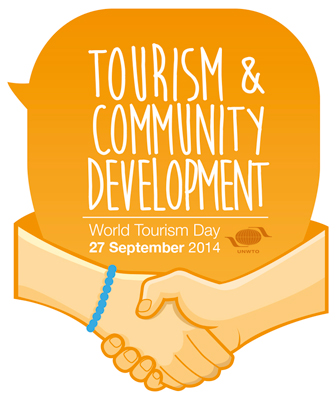 TOURISM &
COMMUNITY
DEVELOPMENT
World Tourism Day
27 September 2014
UNWTO